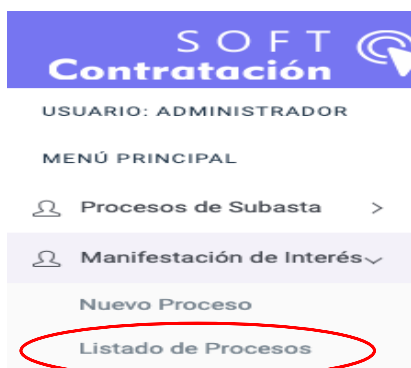 SOFT
Contratación
USUARIO: ADMINISTRADOR
MENÚ PRINCIPAL
Procesos de Subasta >
Manifestación de Interés
Nuevo Proceso
Listado de Procesos